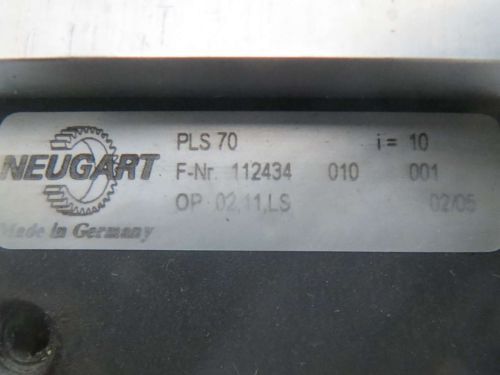 NEUGART
Made in Germany
PLS 70 i = 10
F-Nr. 112434 010 001
OP 02,11,LS 02/05